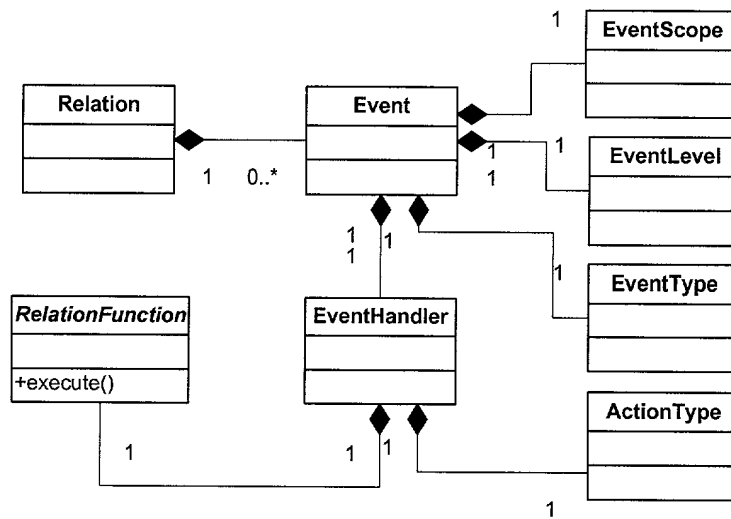 1
EventScope
Relation
Event
1
1
EventLevel
1
0..*
1
1
1
1
1
EventType
RelationFunction
EventHandler
+execute()
ActionType
1
1
1
1